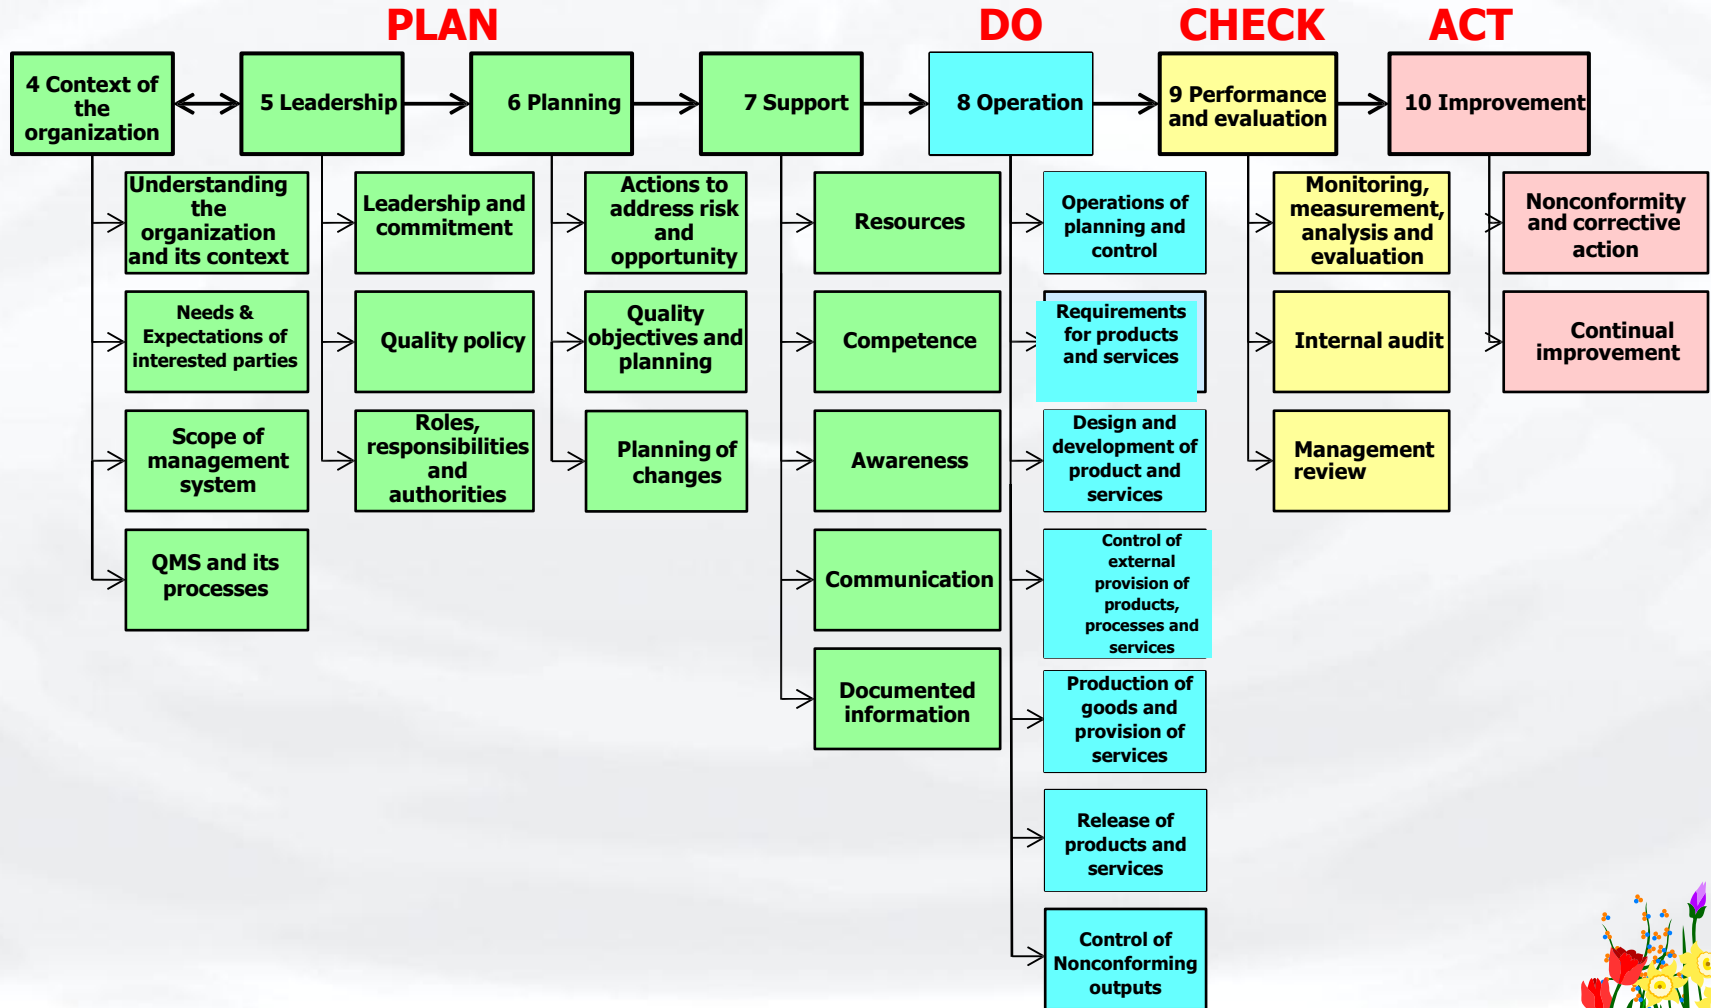 PLAN
DO
CHECK
ACT
4 Context of
the
organization
5 Leadership
6 Planning
7 Support
8 Operation
9 Performance
and evaluation
10 Improvement
Understanding
the
organization
and its context
Needs &
Expectations of
interested parties
Scope of
management
system
QMS and its
processes
Leadership and
commitment
Quality policy
Roles,
responsibilities
and
authorities
Actions to
address risk
and
opportunity
Quality
objectives and
planning
Planning of
changes
Resources
Competence
Awareness
Communication
Documented
information
Operations of
planning and
control
Requirements
for products
and services
Design and
development of
product and
services
Control of
external
provision of
products,
processes and
services
Production of
goods and
provision of
services
Release of
products and
services
Control of
Nonconforming
outputs
Monitoring,
measurement,
analysis and
evaluation
Internal audit
Management
review
Nonconformity
and corrective
action
Continual
improvement